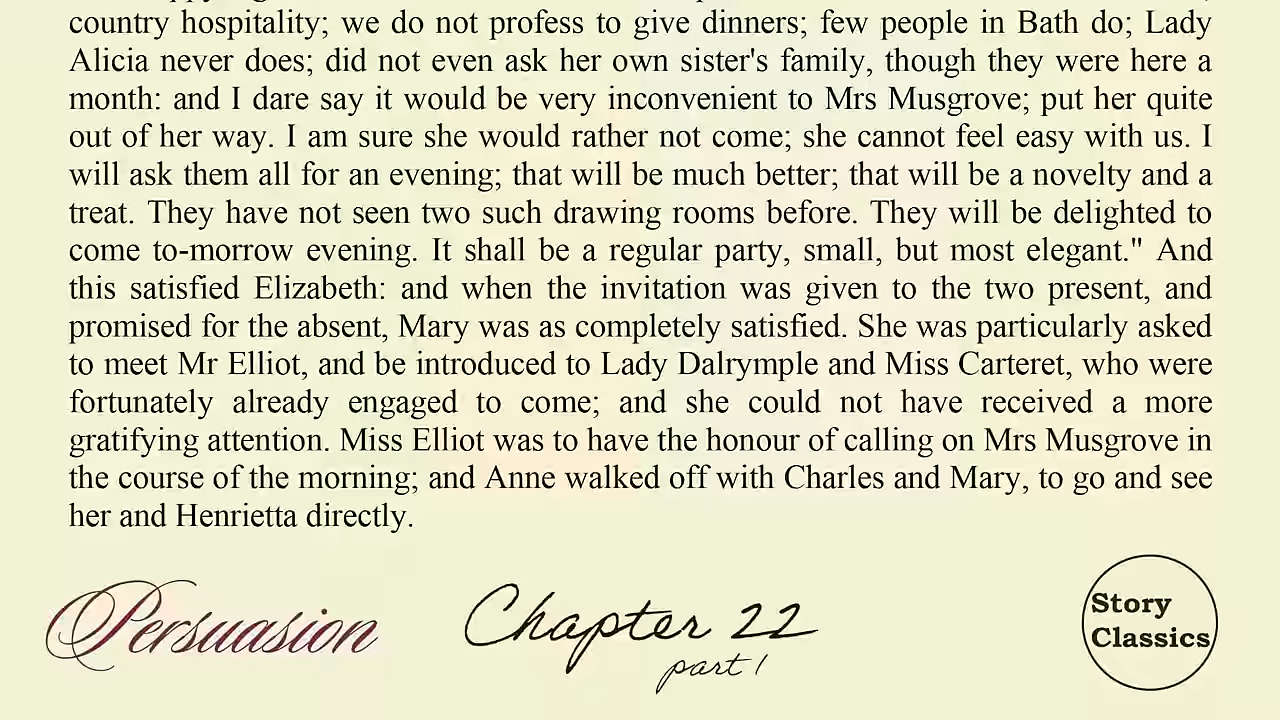 country hospitality; we do not profess to give dinners; few people in Bath do; Lady
Alicia never does; did not even ask her own sister's family, though they were here a
month: and I dare say it would be very inconvenient to Mrs Musgrove; put her quite
out of her way. I am sure she would rather not come; she cannot feel easy with us. I
will ask them all for an evening; that will be much better; that will be a novelty and a
treat. They have not seen two such drawing rooms before. They will be delighted to
come to-morrow evening. It shall be a regular party, small, but most elegant." And
this satisfied Elizabeth: and when the invitation was given to the two present, and
promised for the absent, Mary was as completely satisfied. She was particularly asked
to meet Mr Elliot, and be introduced to Lady Dalrymple and Miss Carteret, who were
fortunately already engaged to come; and she could not have received a more
gratifying attention. Miss Elliot was to have the honour of calling on Mrs Musgrove in
the course of the morning; and Anne walked off with Charles and Mary, to go and see
her and Henrietta directly.
Persuasion
Chapter 22
part 1
Story
Classics